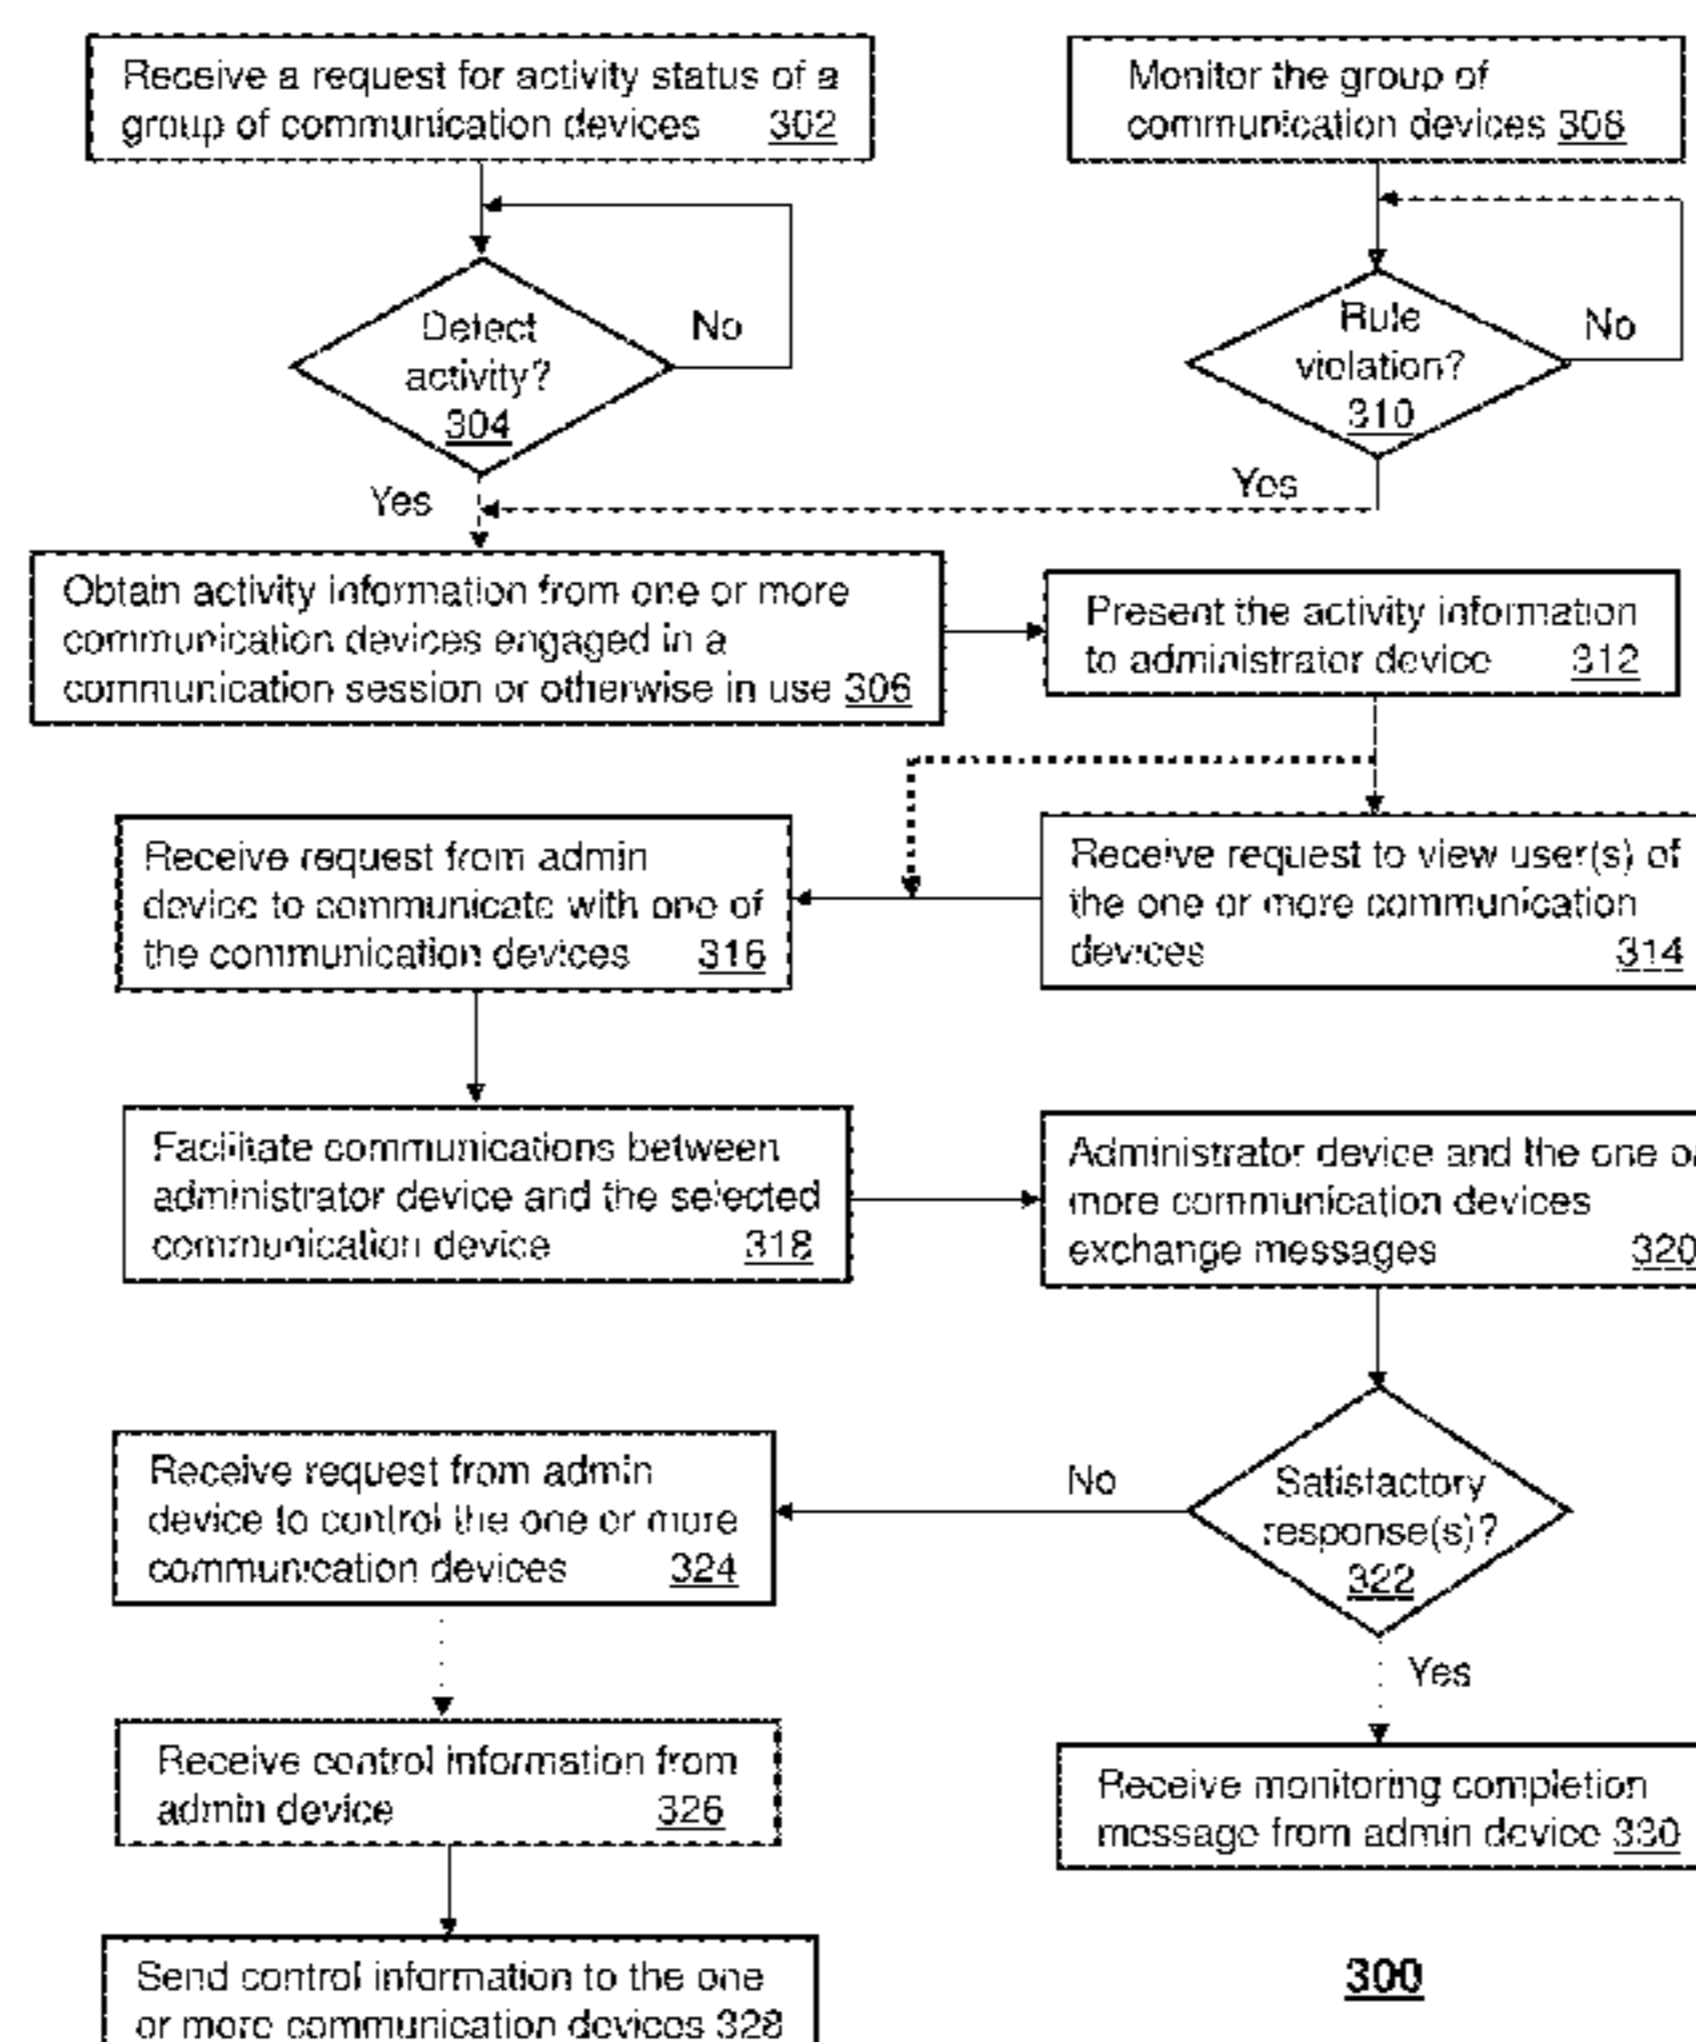 Receive a request for activity status of a
group of communication devices 302
Monitor the group of
communication devices 308
Detect
activity?
304
No
Rule
violation?
310
No
Yes
Yes
Obtain activity information from one or more
communication devices engaged in a
communication session or otherwise in use 306
Present the activity information
to administrator device 312
Receive request from admin
device to communicate with one of
the communication devices 316
Receive request to view user(s) of
the one or more communication
devices 314
Facilitate communications between
administrator device and the selected
communication device 318
Administrator device and the one or
more communication devices
exchange messages 320
Receive request from admin
device to control the one or more
communication devices 324
No
Satisfactory
response(s)?
322
Yes
Receive control information from
admin device 326
Receive monitoring completion
message from admin device 330
Send control information to the one
or more communication devices 328
300